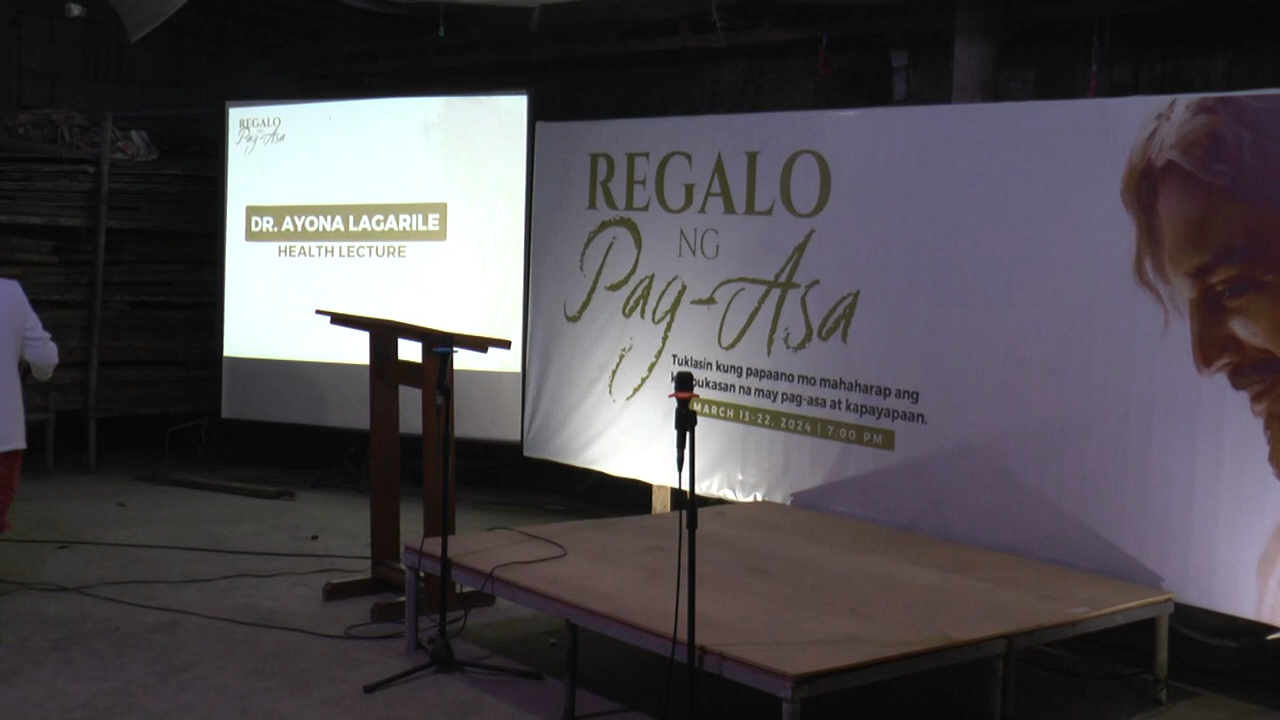 REGALO
NG
Pag-Asa
DR. AYONA LAGARILE
HEALTH LECTURE
REGALO
NG
Pag-Asa
Tuklasin kung papaano mo mahaharap ang
na may pag-asa at kapayapaan.
MARCH 13-22, 2024 | 7:00 PM